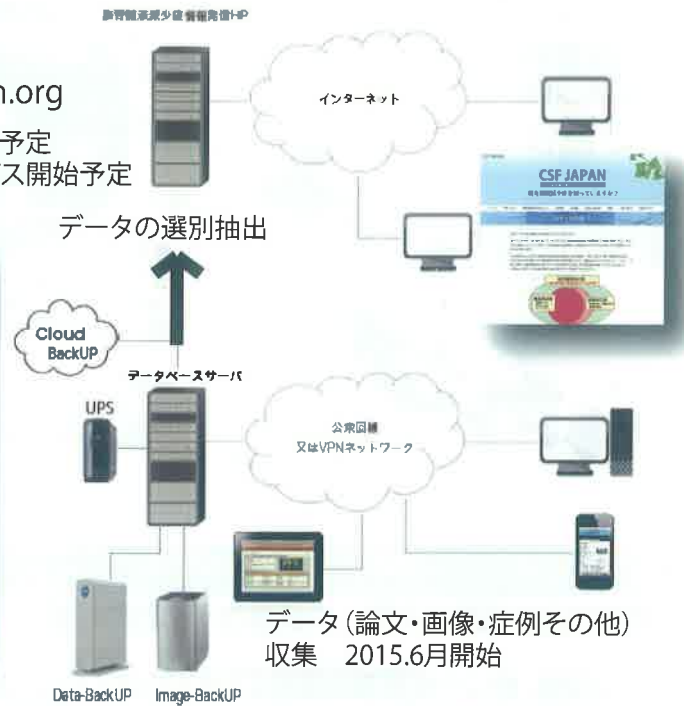 脳脊髄液減少症情報発信HP
n.org
予定
ス開始予定
インターネット
CSF JAPAN
データの選別抽出
Cloud
BackUP
データベースサーバ
UPS
公衆回線
又はVPNネットワーク
データ(論文・画像・症例その他)
収集 2015.6月開始
Data-BackUP
Image-BackUP